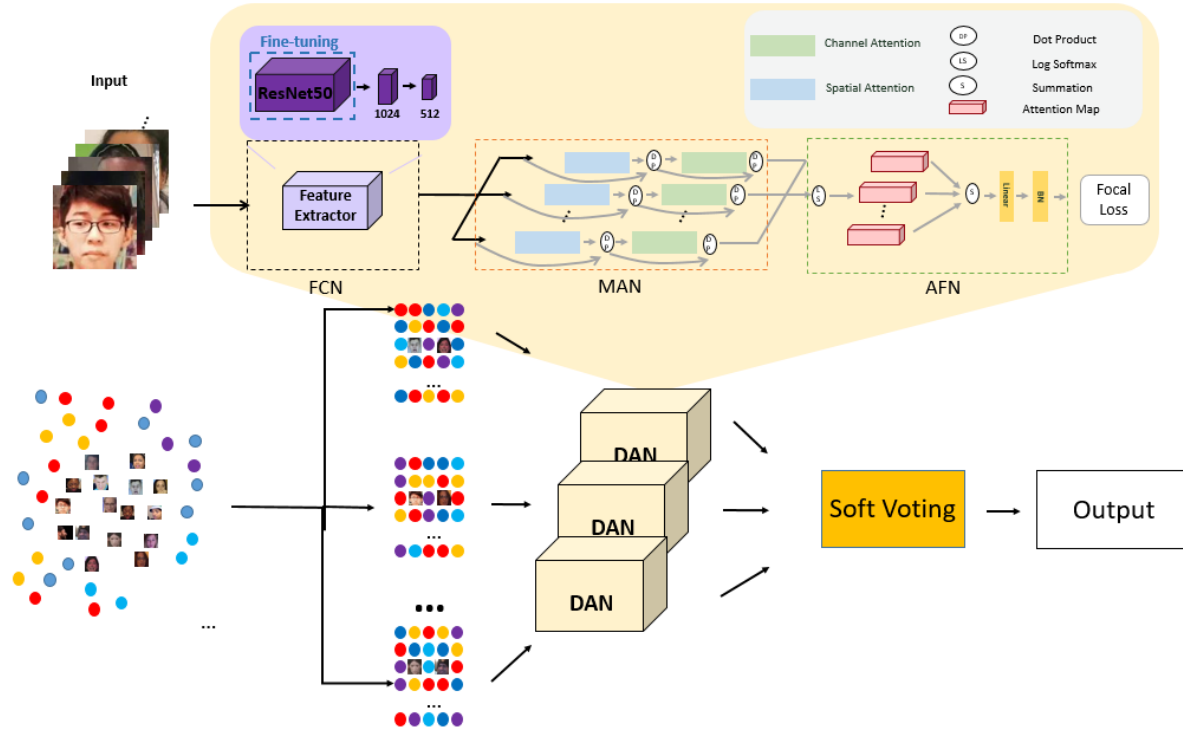 Fine-tuning
Input
ResNet50
1024
512
Channel Attention
Spatial Attention
DP
Dot Product
LS
Log Softmax
S
Summation
Attention Map
Feature
Extractor
DP
DP
DP
DP
DP
DP
LS
S
Linear
BN
Focal
Loss
FCN
MAN
AFN
...
...
...
...
...
DAN
DAN
DAN
Soft Voting
Output